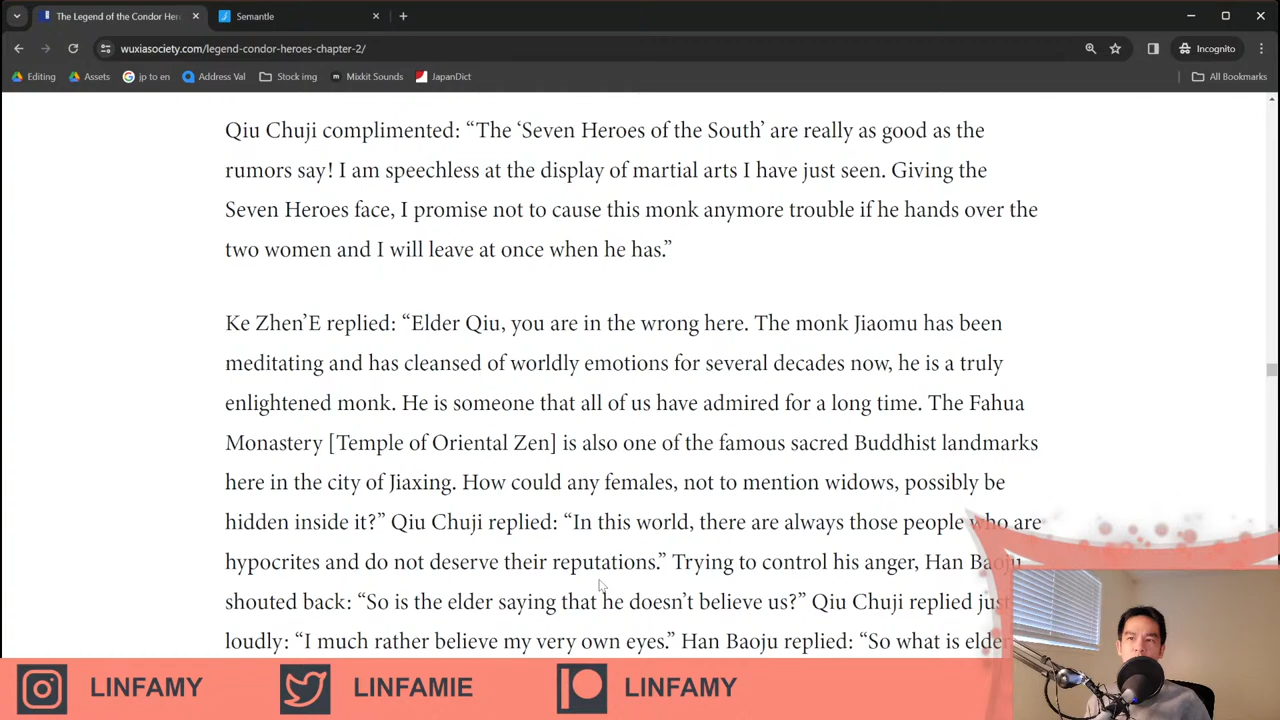 The Legend of the Condor Her
Semantle
wuxiasociety.com/legend-condor-heroes-chapter-2/
Incognito
Editing
Assets
jp to en
Address Val
Stock img
Mixkit Sounds
JapanDict
All Bookmarks
Qiu Chuji complimented: “The ‘Seven Heroes of the South’ are really as good as the
rumors say! I am speechless at the display of martial arts I have just seen. Giving the
Seven Heroes face, I promise not to cause this monk anymore trouble if he hands over the
two women and I will leave at once when he has.”
Ke Zhen’E replied: “Elder Qiu, you are in the wrong here. The monk Jiaomu has been
meditating and has cleansed of worldly emotions for several decades now, he is a truly
enlightened monk. He is someone that all of us have admired for a long time. The Fahua
Monastery [Temple of Oriental Zen] is also one of the famous sacred Buddhist landmarks
here in the city of Jiaxing. How could any females, not to mention widows, possibly be
hidden inside it?” Qiu Chuji replied: “In this world, there are always those people who are
hypocrites and do not deserve their reputations.” Trying to control his anger, Han Baoju
shouted back: “So is the elder saying that he doesn’t believe us?” Qiu Chuji replied just
loudly: “I much rather believe my very own eyes.” Han Baoju replied: “So what is elder
LINFAMY
LINFAMIE
LINFAMY